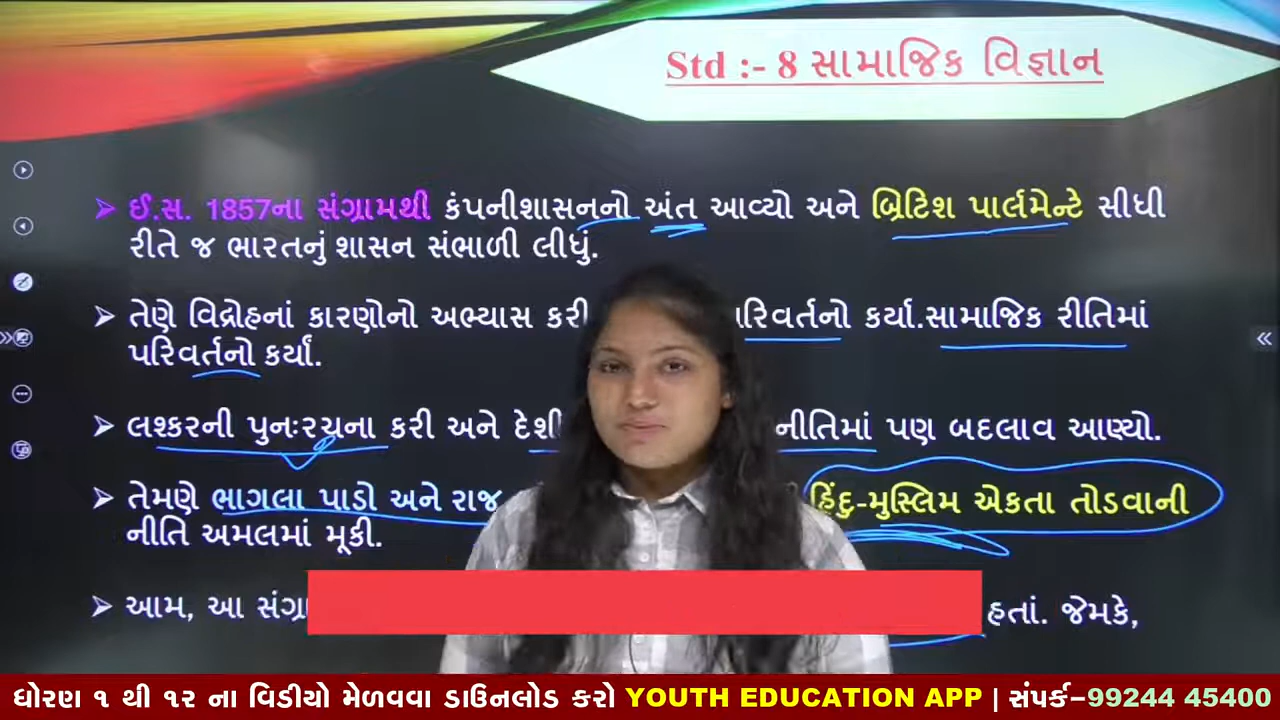 Std :- 8 સામાજિક વિજ્ઞાન
ઈ.સ. 1857ના સંગ્રામથી કંપનીશાસનનો અંત આવ્યો અને બ્રિટિશ પાર્લમેન્ટે સીધી
રીતે જ ભારતનું શાસન સંભાળી લીધું.
તેણે વિદ્રોહનાં કારણોનો અભ્યાસ કરી પરિવર્તનો કર્યા.સામાજિક રીતિમાં
પરિવર્તનો કર્યાં.
લશ્કરની પુનઃરચના કરી અને દેશી નીતિમાં પણ બદલાવ આણ્યો.
તેમણે ભાગલા પાડો અને રાજ હિંદુ-મુસ્લિમ એકતા તોડવાની
નીતિ અમલમાં મૂકી.
આમ, આ હતાં. જેમકે,
ધોરણ ૧ થી ૧૨ ના વિડીયો મેળવવા ડાઉનલોડ કરો YOUTH EDUCATION APP | સંપર્ક-99244 45400